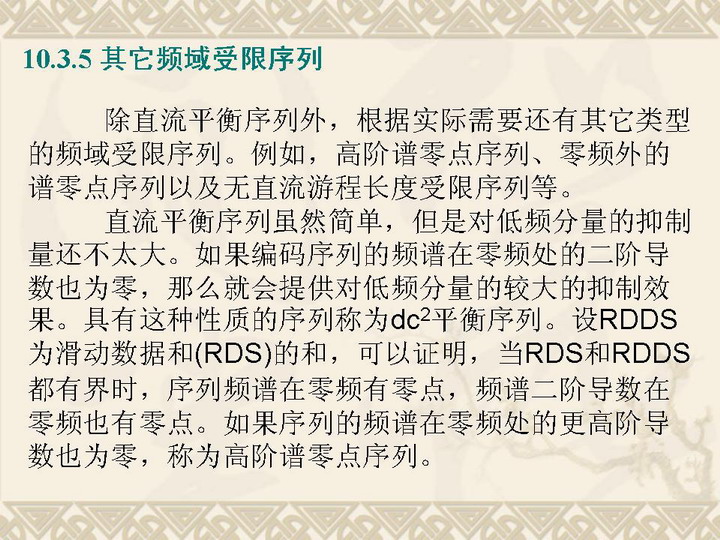 10.3.5 其它频域受限序列
除直流平衡序列外，根据实际需要还有其它类型
的频域受限序列。例如，高阶谱零点序列、零频外的
谱零点序列以及无直流游程长度受限序列等。
直流平衡序列虽然简单，但是对低频分量的抑制
量还不太大。如果编码序列的频谱在零频处的二阶导
数也为零，那么就会提供对低频分量的较大的抑制效
果。具有这种性质的序列称为dc²平衡序列。设RDDS
为滑动数据和(RDS)的和，可以证明，当RDS和RDDS
都有界时，序列频谱在零频有零点，频谱二阶导数在
零频也有零点。如果序列的频谱在零频处的更高阶导
数也为零，称为高阶谱零点序列。